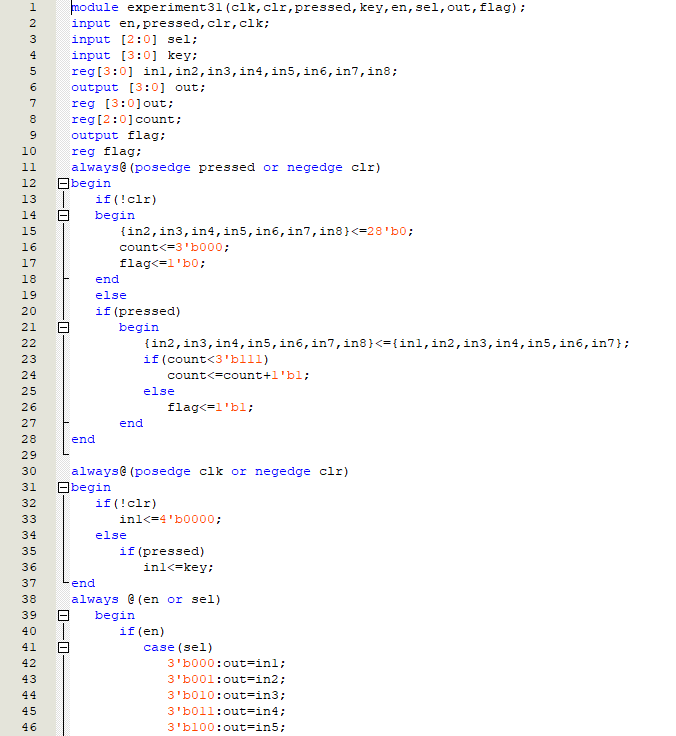 1 module experiment31(clk,clr,pressed,key,en,sel,out,flag);
2 input en,pressed,clr,clk;
3 input [2:0] sel;
4 input [3:0] key;
5 reg[3:0] in1,in2,in3,in4,in5,in6,in7,in8;
6 output [3:0] out;
7 reg [3:0]out;
8 reg[2:0]count;
9 output flag;
10 reg flag;
11 always@(posedge pressed or negedge clr)
12 begin
13 if(!clr)
14 begin
15 {in2,in3,in4,in5,in6,in7,in8}<=28'b0;
16 count<=3'b000;
17 flag<=1'b0;
18 end
19 else
20 if(pressed)
21 begin
22 {in2,in3,in4,in5,in6,in7,in8}<={in1,in2,in3,in4,in5,in6,in7};
23 if(count<3'b111)
24 count<=count+1'b1;
25 else
26 flag<=1'b1;
27 end
28 end
29
30 always@(posedge clk or negedge clr)
31 begin
32 if(!clr)
33 in1<=4'b0000;
34 else
35 if(pressed)
36 in1<=key;
37 end
38 always @(en or sel)
39 begin
40 if(en)
41 case(sel)
42 3'b000:out=in1;
43 3'b001:out=in2;
44 3'b010:out=in3;
45 3'b011:out=in4;
46 3'b100:out=in5;